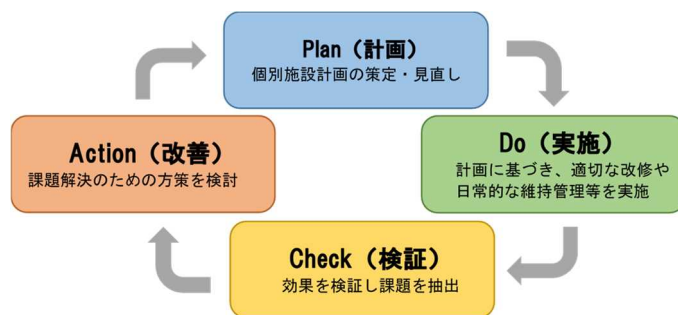 Plan（計画）
個別施設計画の策定・見直し
Do（実施）
計画に基づき、適切な改修や
日常的な維持管理等を実施
Check（検証）
効果を検証し課題を抽出
Action（改善）
課題解決のための方策を検討